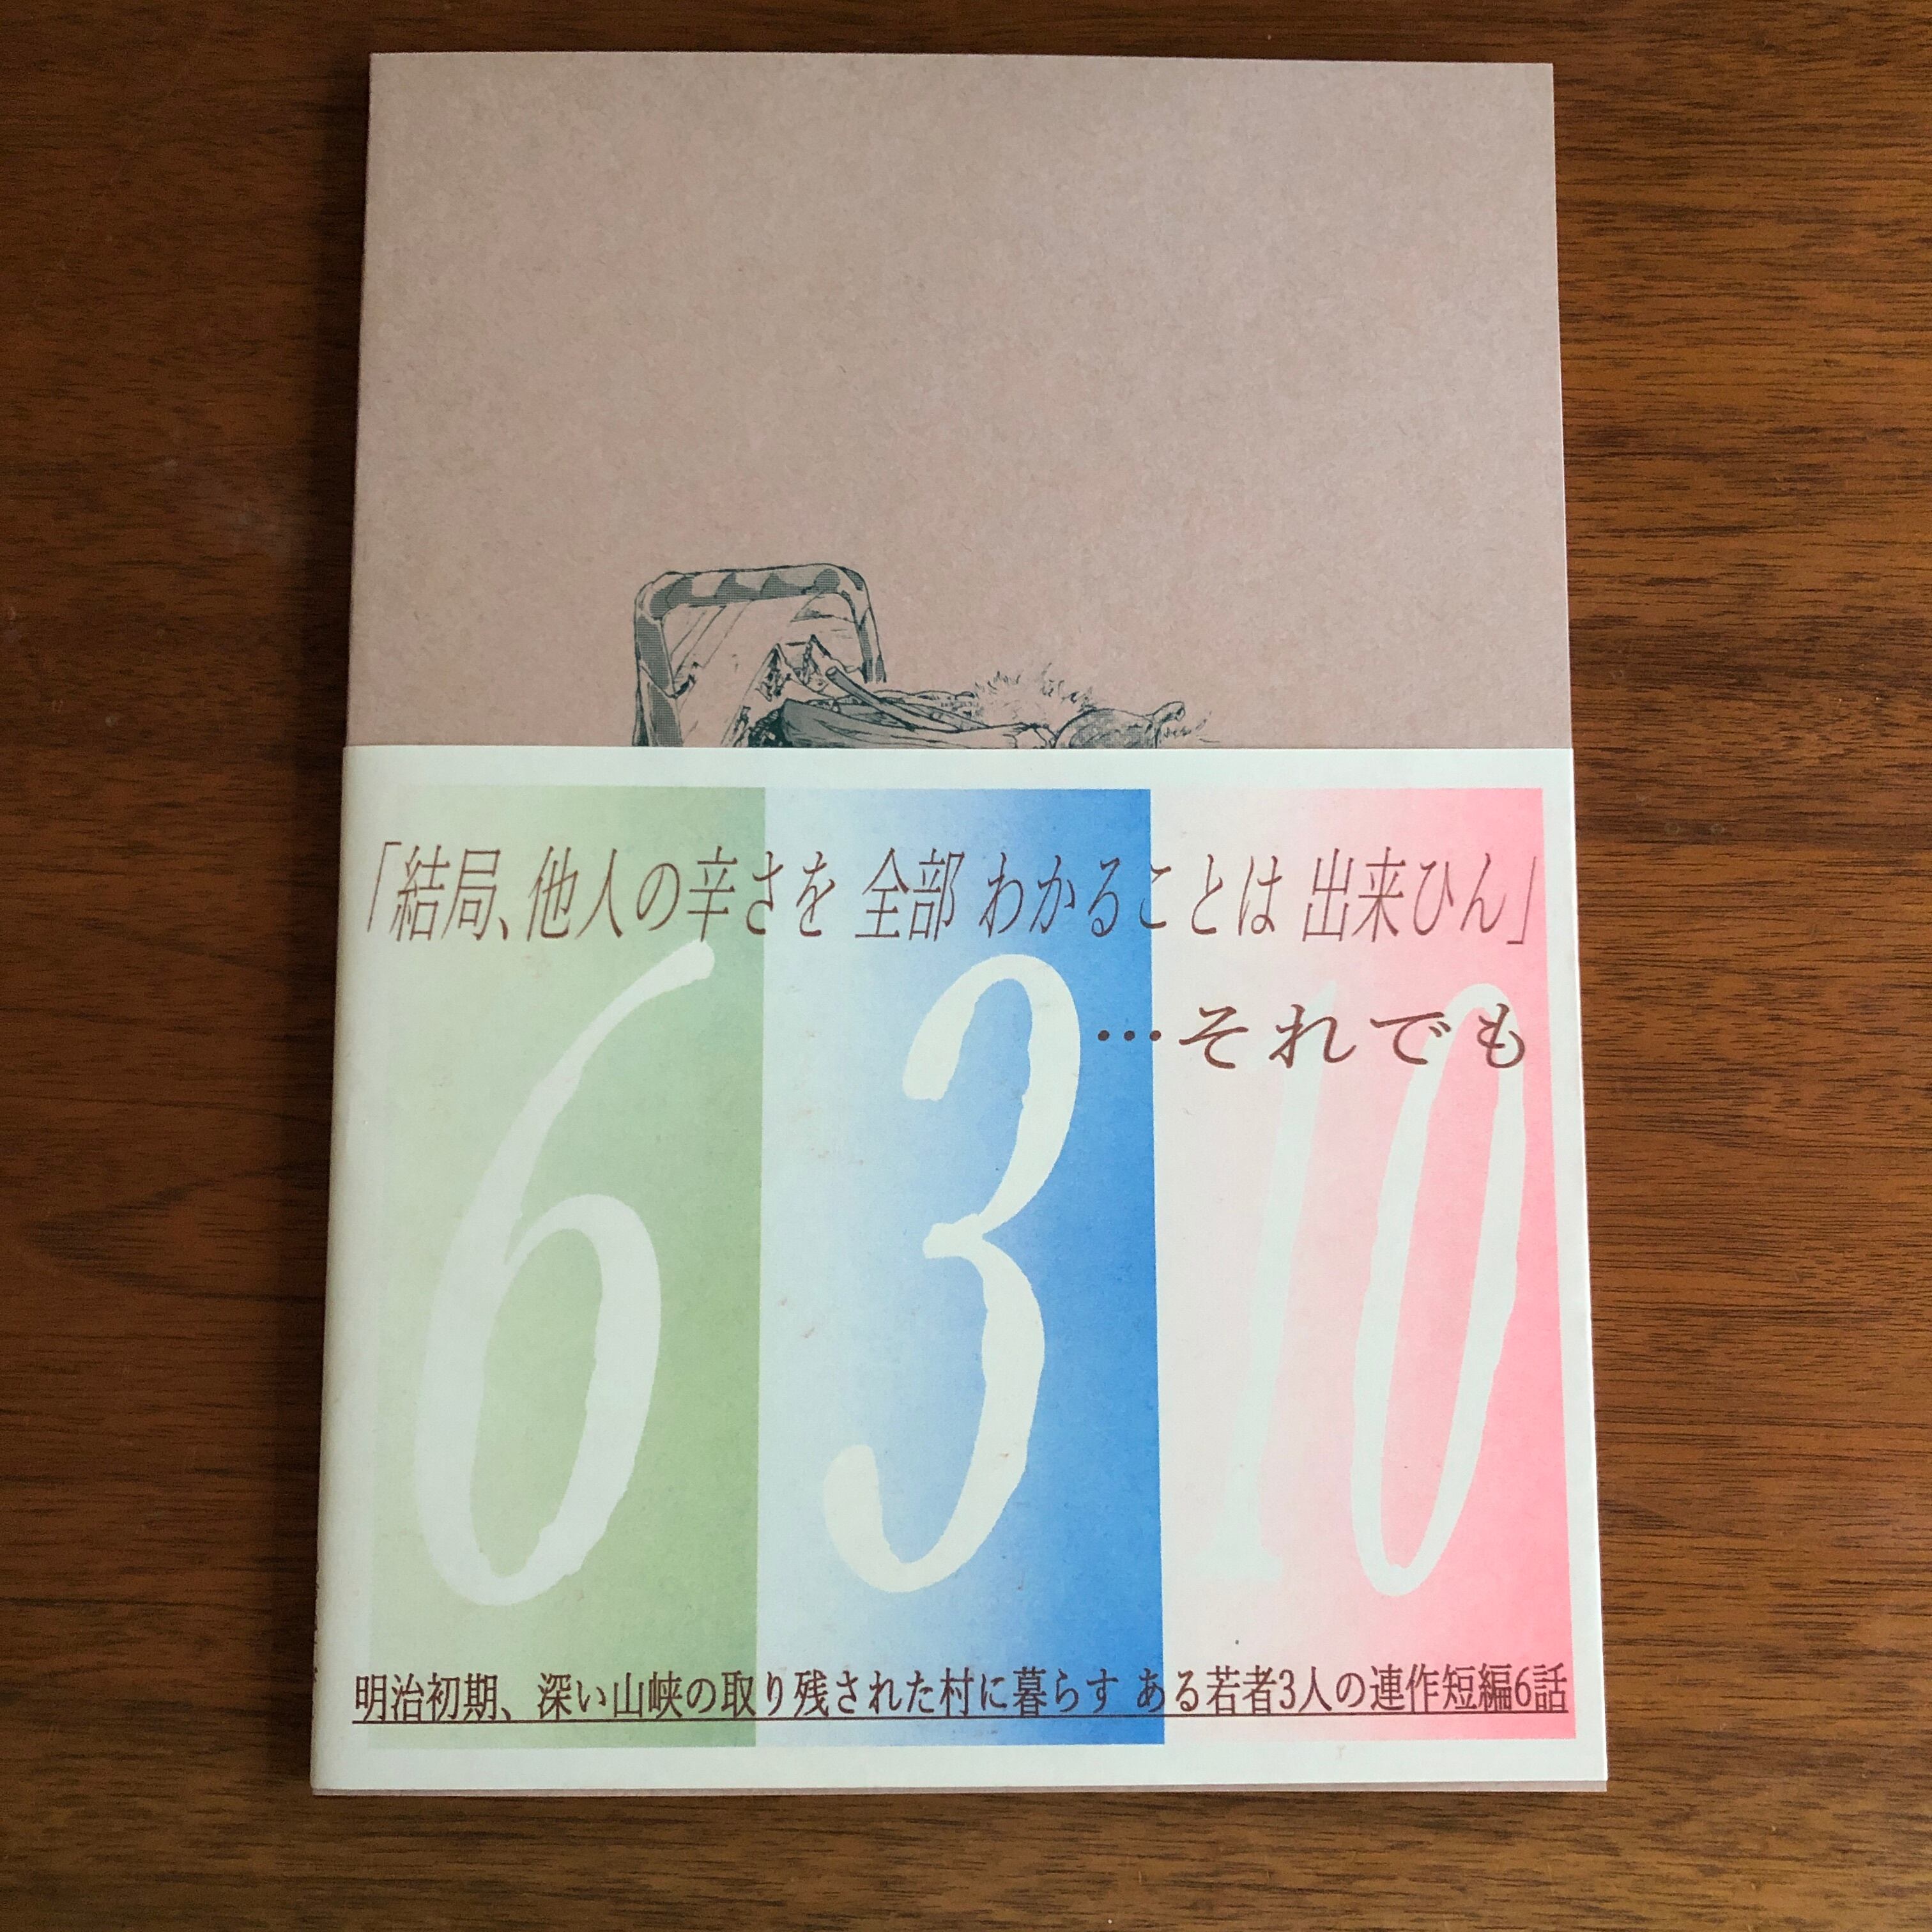 「結局、他人の辛さを 全部 わかることは 出来ひん」
…それでも
6 3 10
明治初期、深い山峡の取り残された村に暮らす ある若者3人の連作短編6話